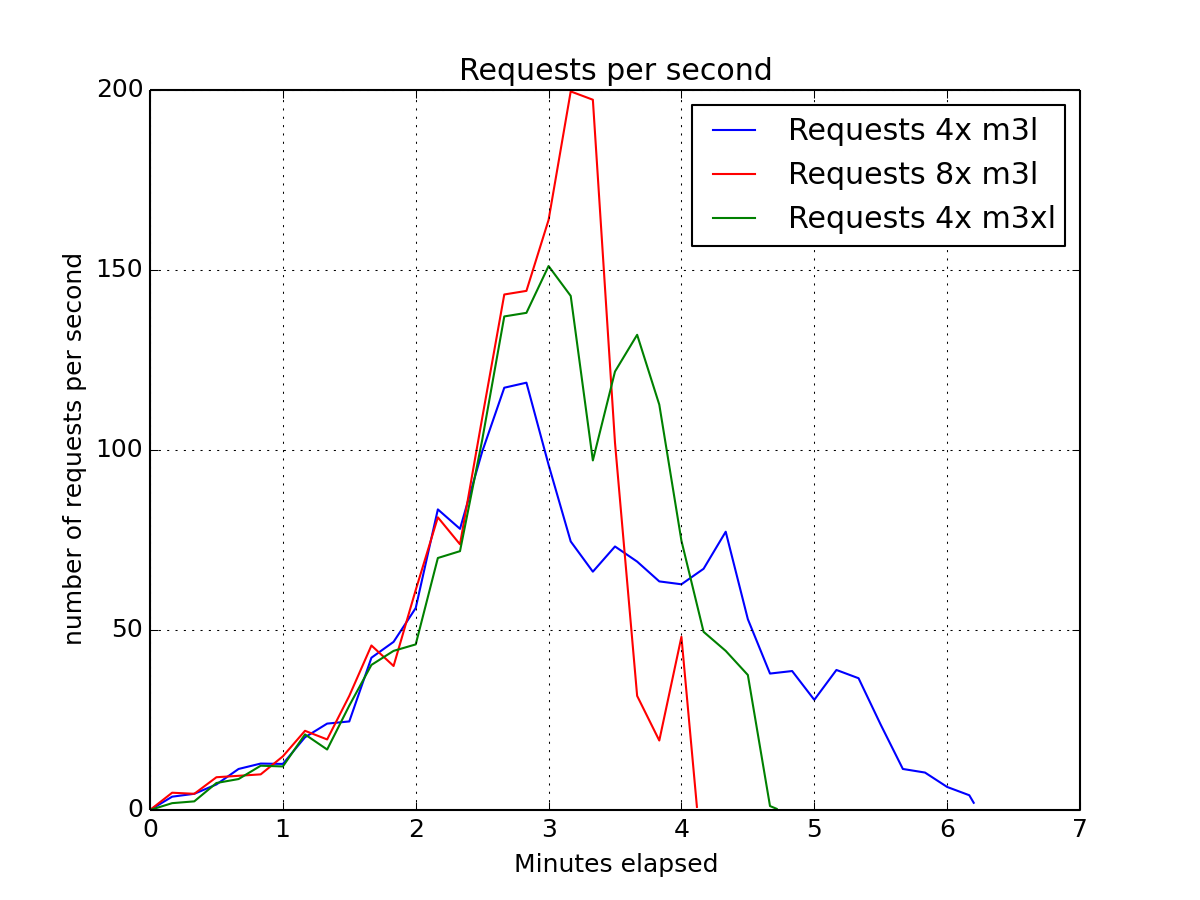 Requests per second
Requests 4x m3l
Requests 8x m3l
Requests 4x m3xl
number of requests per second
200
150
100
50
0
0 1 2 3 4 5 6 7
Minutes elapsed